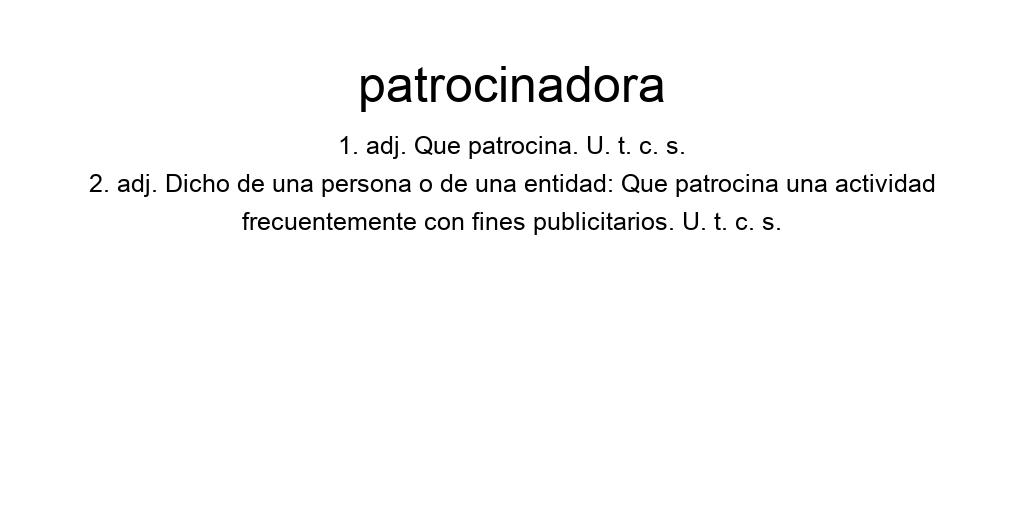 patrocinadora
1. adj. Que patrocina. U. t. c. s.
2. adj. Dicho de una persona o de una entidad: Que patrocina una actividad
frecuentemente con fines publicitarios. U. t. c. s.